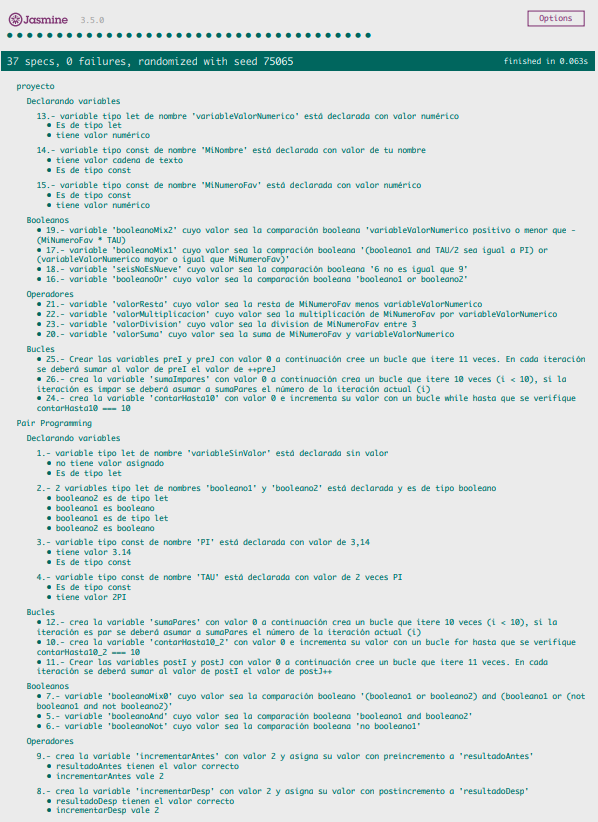 Jasmine 3.5.0
Options
37 specs, 0 failures, randomized with seed 75065
finished in 0.063s
proyecto
Declarando variables
13.- variable tipo let de nombre 'variableValorNumerico' está declarada con valor numérico
• Es de tipo let
• tiene valor numérico
14.- variable tipo const de nombre 'MiNombre' está declarada con valor de tu nombre
• tiene valor cadena de texto
• Es de tipo const
15.- variable tipo const de nombre 'MiNumeroFav' está declarada con valor numérico
• Es de tipo const
• tiene valor numérico
Booleanos
• 19.- variable 'booleanoMix2' cuyo valor sea la comparación booleana 'variableValorNumerico positivo o menor que -
(MiNumeroFav * TAU)
• 17.- variable 'booleanoMix1' cuyo valor sea la compración booleana '(booleano1 and TAU/2 sea igual a PI) or
(variableValorNumerico mayor o igual que MiNumeroFav)'
• 18.- variable 'seisNoEsNueve' cuyo valor sea la comparación booleana '6 no es igual que 9'
• 16.- variable 'booleanoOr' cuyo valor sea la comparación booleana 'booleano1 or booleano2'
Operadores
• 21.- variable 'valorResta' cuyo valor sea la resta de MiNumeroFav menos variableValorNumerico
• 22.- variable 'valorMultiplicacion' cuyo valor sea la multiplicación de MiNumeroFav por variableValorNumerico
• 23.- variable 'valorDivision' cuyo valor sea la division de MiNumeroFav entre 3
• 20.- variable 'valorSuma' cuyo valor sea la suma de MiNumeroFav y variableValorNumerico
Bucles
• 25.- Crear las variables preI y preJ con valor 0 a continuación cree un bucle que itere 11 veces. En cada iteración
se deberá sumar al valor de preI el valor de ++preJ
• 26.- crea la variable 'sumaImpares' con valor 0 a continuación crea un bucle que itere 10 veces (i < 10), si la
iteración es impar se deberá asumar a sumaPares el número de la iteración actual (i)
• 24.- crea la variable 'contarHasta10' con valor 0 e incrementa su valor con un bucle while hasta que se verifique
contarHasta10 === 10
Pair Programming
Declarando variables
1.- variable tipo let de nombre 'variableSinValor' está declarada sin valor
• no tiene valor asignado
• Es de tipo let
2.- 2 variables tipo let de nombres 'booleano1' y 'booleano2' está declarada y es de tipo booleano
• booleano2 es de tipo let
• booleano1 es booleano
• booleano1 es de tipo let
• booleano2 es booleano
3.- variable tipo const de nombre 'PI' está declarada con valor de 3,14
• tiene valor 3.14
• Es de tipo const
4.- variable tipo const de nombre 'TAU' está declarada con valor de 2 veces PI
• Es de tipo const
• tiene valor 2PI
Bucles
• 12.- crea la variable 'sumaPares' con valor 0 a continuación crea un bucle que itere 10 veces (i < 10), si la
iteración es par se deberá asumar a sumaPares el número de la iteración actual (i)
• 10.- crea la variable 'contarHasta10_2' con valor 0 e incrementa su valor con un bucle for hasta que se verifique
contarHasta10_2 === 10
• 11.- Crear las variables postI y postJ con valor 0 a continuación cree un bucle que itere 11 veces. En cada
iteración se deberá sumar al valor de postI el valor de postJ++
Booleanos
• 7.- variable 'booleanoMix0' cuyo valor sea la comparación booleano '(booleano1 or booleano2) and (booleano1 or (not
booleano1 and not booleano2)'
• 5.- variable 'booleanoAnd' cuyo valor sea la comparación booleana 'booleano1 and booleano2'
• 6.- variable 'booleanoNot' cuyo valor sea la comparación booleana 'no booleano1'
Operadores
9.- crea la variable 'incrementarAntes' con valor 2 y asigna su valor con preincremento a 'resultadoAntes'
• resultadoAntes tienen el valor correcto
• incrementarAntes vale 2
8.- crea la variable 'incrementarDesp' con valor 2 y asigna su valor con postincremento a 'resultadoDesp'
• resultadoDesp tienen el valor correcto
• incrementarDesp vale 2